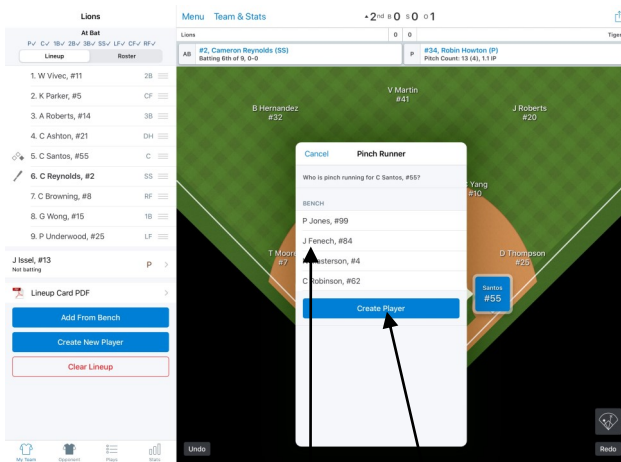 Lions
At Bat
P✓ C✓ 1B✓ 2B✓ 3B✓ SS✓ LF✓ CF✓ RF✓
Lineup Roster
1. W Vivec, #11 2B
2. K Parker, #5 CF
3. A Roberts, #14 3B
4. C Ashton, #21 DH
5. C Santos, #55 C
6. C Reynolds, #2 SS
7. C Browning, #8 RF
8. G Wong, #15 1B
9. P Underwood, #25 LF
J Issel, #13 P
Not batting
Lineup Card PDF
Add From Bench
Create New Player
Clear Lineup
My Team Opponent Plays Stats
Menu Team & Stats ▲2nd B 0 S 0 O 1
Lions 0 0 Tiger
AB #2, Cameron Reynolds (SS)
Batting 6th of 9, 0-0
P #34, Robin Howton (P)
Pitch Count: 13 (4), 1.1 IP
V Martin
#41
B Hernandez
#32
J Roberts
#20
Yang
#10
T Moor
#7
D Thompson
#25
Santos
#55
Cancel Pinch Runner
Who is pinch running for C Santos, #55?
BENCH
P Jones, #99
J Fenech, #84
asterson, #4
C Robinson, #62
Create Player
Undo
Redo